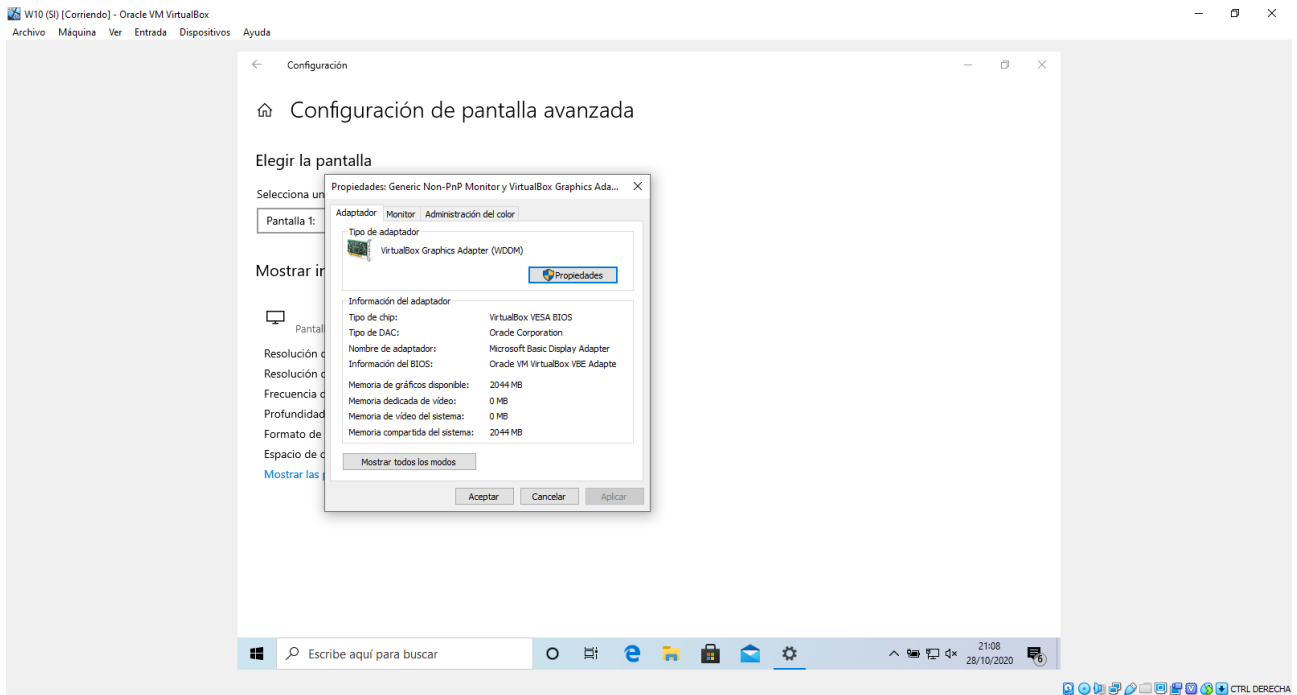 W10 (SI) [Corriendo] - Oracle VM VirtualBox
Archivo Máquina Ver Entrada Dispositivos Ayuda
Configuración
Configuración de pantalla avanzada
Elegir la pantalla
Selecciona un
Pantalla 1:
Mostrar
Pantal
Resolución
Resolución
Frecuencia
Profundidad
Formato de
Espacio de
Mostrar las
Propiedades: Generic Non-PnP Monitor y VirtualBox Graphics Ada...
Adaptador Monitor Administración del color
Tipo de adaptador
VirtualBox Graphics Adapter (WDDM)
Propiedades
Información del adaptador
Tipo de chip: VirtualBox VESA BIOS
Tipo de DAC: Oracle Corporation
Nombre de adaptador: Microsoft Basic Display Adapter
Información del BIOS: Oracle VM VirtualBox VBE Adapte
Memoria de gráficos disponible: 2044 MB
Memoria dedicada de vídeo: 0 MB
Memoria de vídeo del sistema: 0 MB
Memoria compartida del sistema: 2044 MB
Mostrar todos los modos
Aceptar Cancelar Aplicar
Escribe aquí para buscar
21:08
28/10/2020
6
CTRL DERECHA